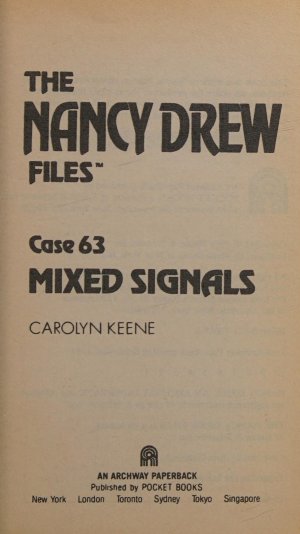 THE
NANCY DREW
FILES™
Case 63
MIXED SIGNALS
CAROLYN KEENE
AN ARCHWAY PAPERBACK
Published by POCKET BOOKS
New York London Toronto Sydney Tokyo Singapore